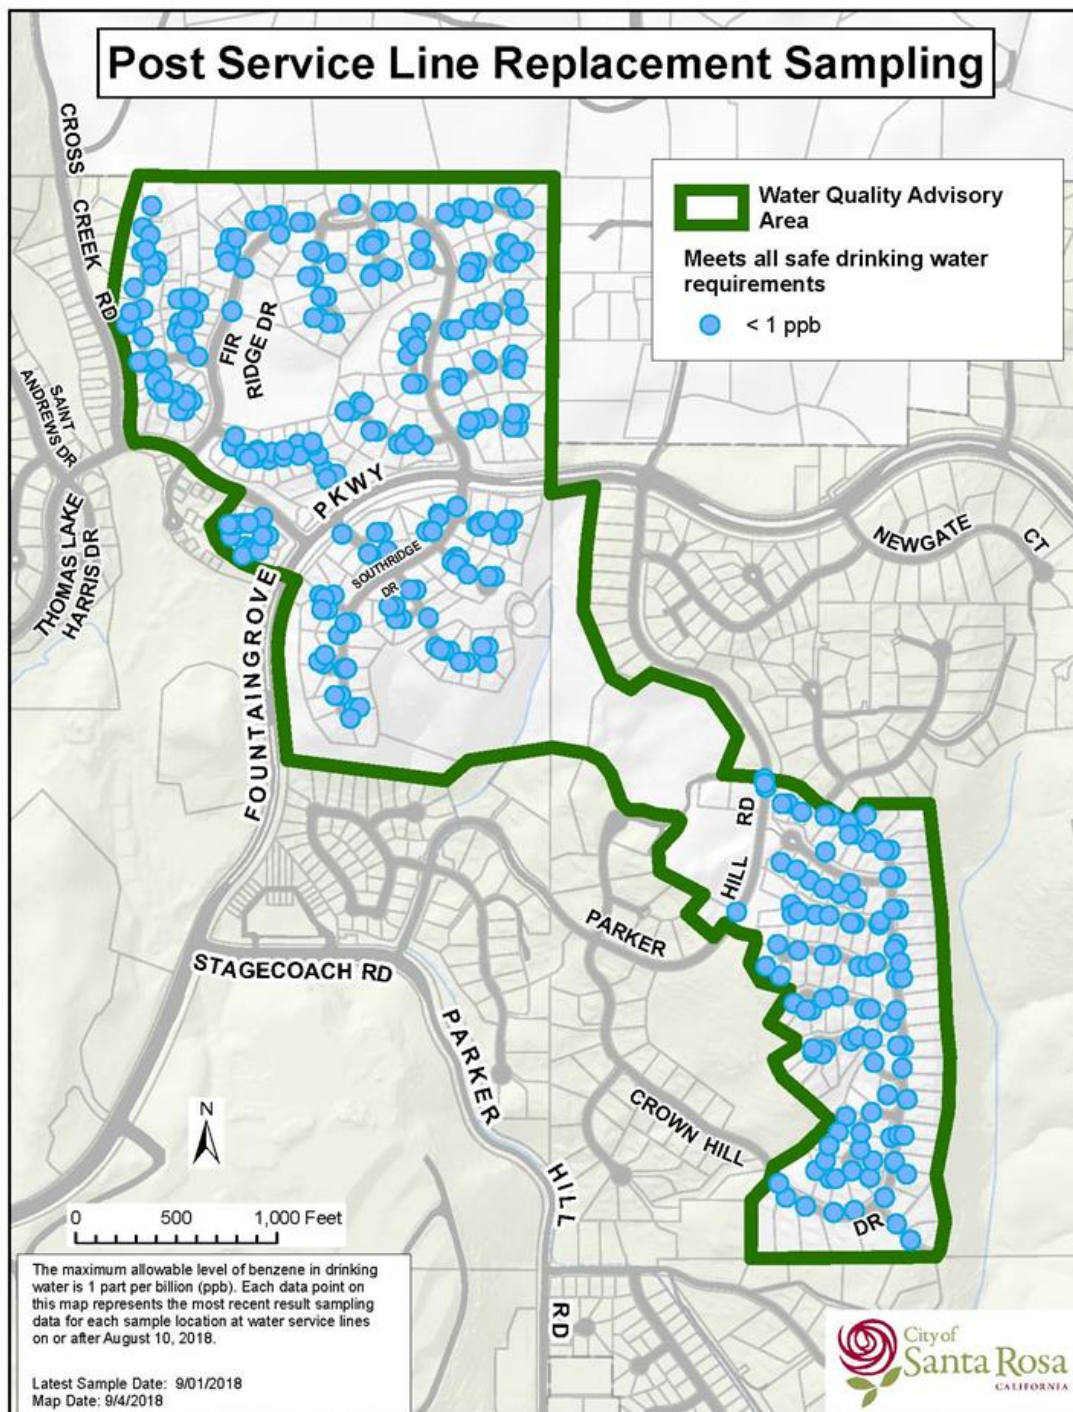 Post Service Line Replacement Sampling
CROSS CREEK RD
Water Quality Advisory
Area
Meets all safe drinking water
requirements
< 1 ppb
FIR
RIDGE DR
SAINT
ANDREWS DR
THOMAS LAKE
HARRIS DR
FOUNTAINGROVE
PKWY
SOUTHRIDGE
DR
NEWGATE
CT
PARKER
HILL
RD
STAGECOACH RD
PARKER
HILL
RD
CROWN HILL
DR
N
0 500 1,000 Feet
The maximum allowable level of benzene in drinking
water is 1 part per billion (ppb). Each data point on
this map represents the most recent result sampling
data for each sample location at water service lines
on or after August 10, 2018.
Latest Sample Date: 9/01/2018
Map Date: 9/4/2018
City of
Santa Rosa
CALIFORNIA